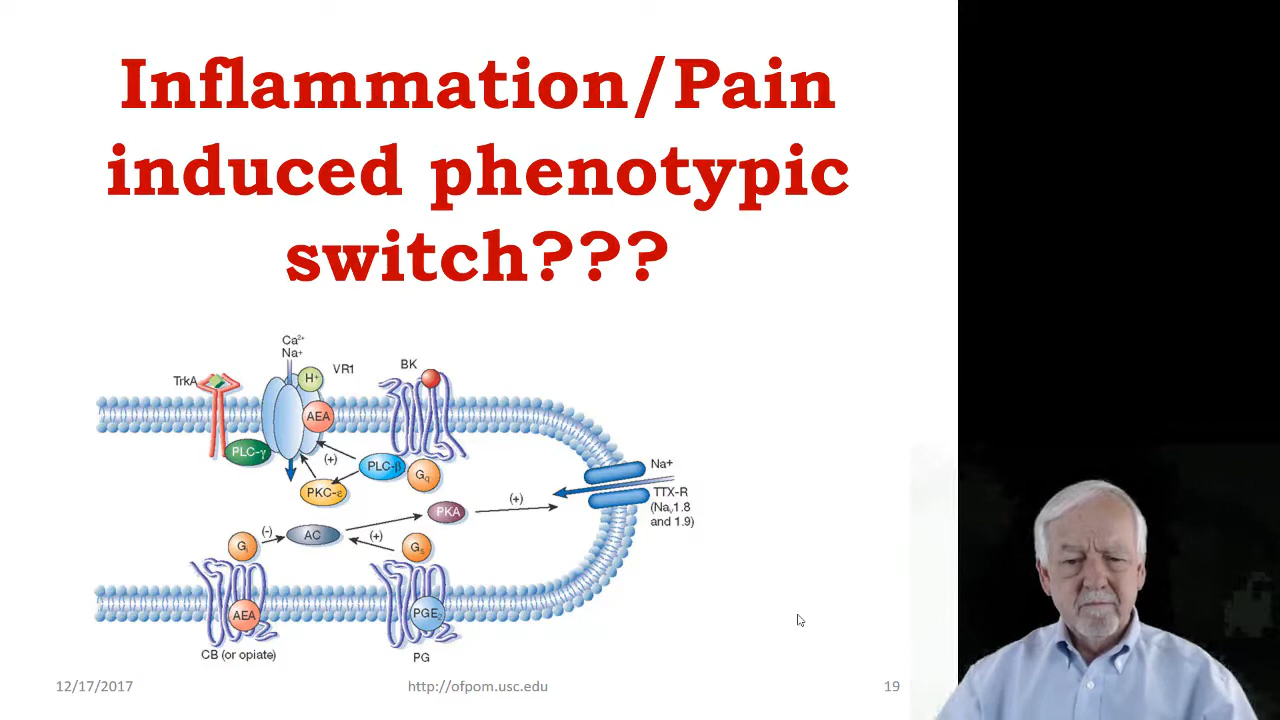 Inflammation/Pain
induced phenotypic
switch???
Ca²⁺
Na⁺
TrkA
H⁺
VR1
BK
AEA
PLC-γ
(+)
PLC-β
Gq
PKC-ε
Na⁺
TTX-R
(Nav1.8
and 1.9)
(+)
PKA
(-)
AC
(+)
Gi
Gs
AEA
PGE₂
CB (or opiate)
PG
12/17/2017
http://ofpom.usc.edu
19